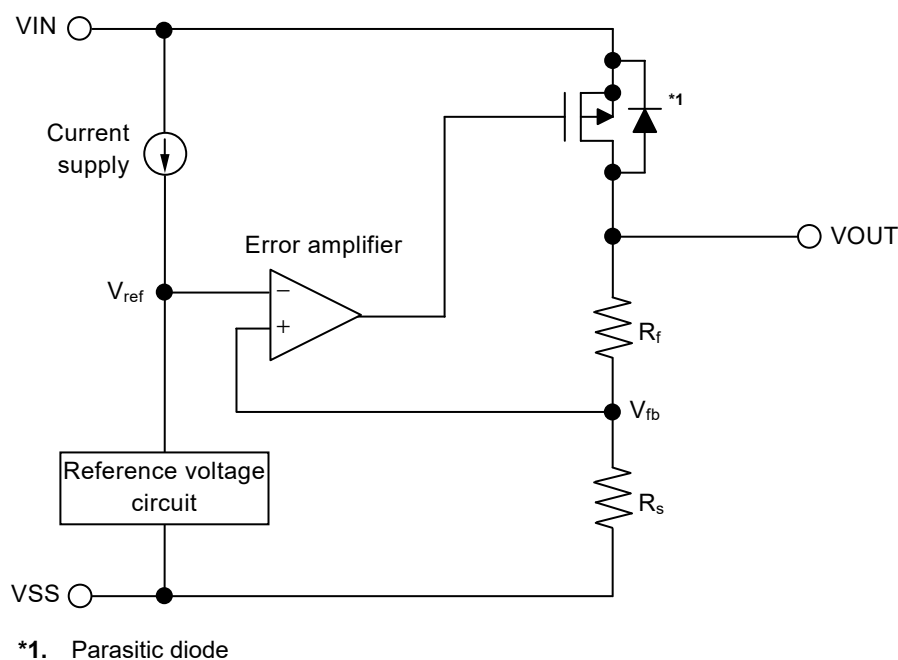 VIN
*1
Current
supply
Error amplifier
VOUT
Vref
−
+
Rf
Vfb
Reference voltage
circuit
Rs
VSS
*1. Parasitic diode